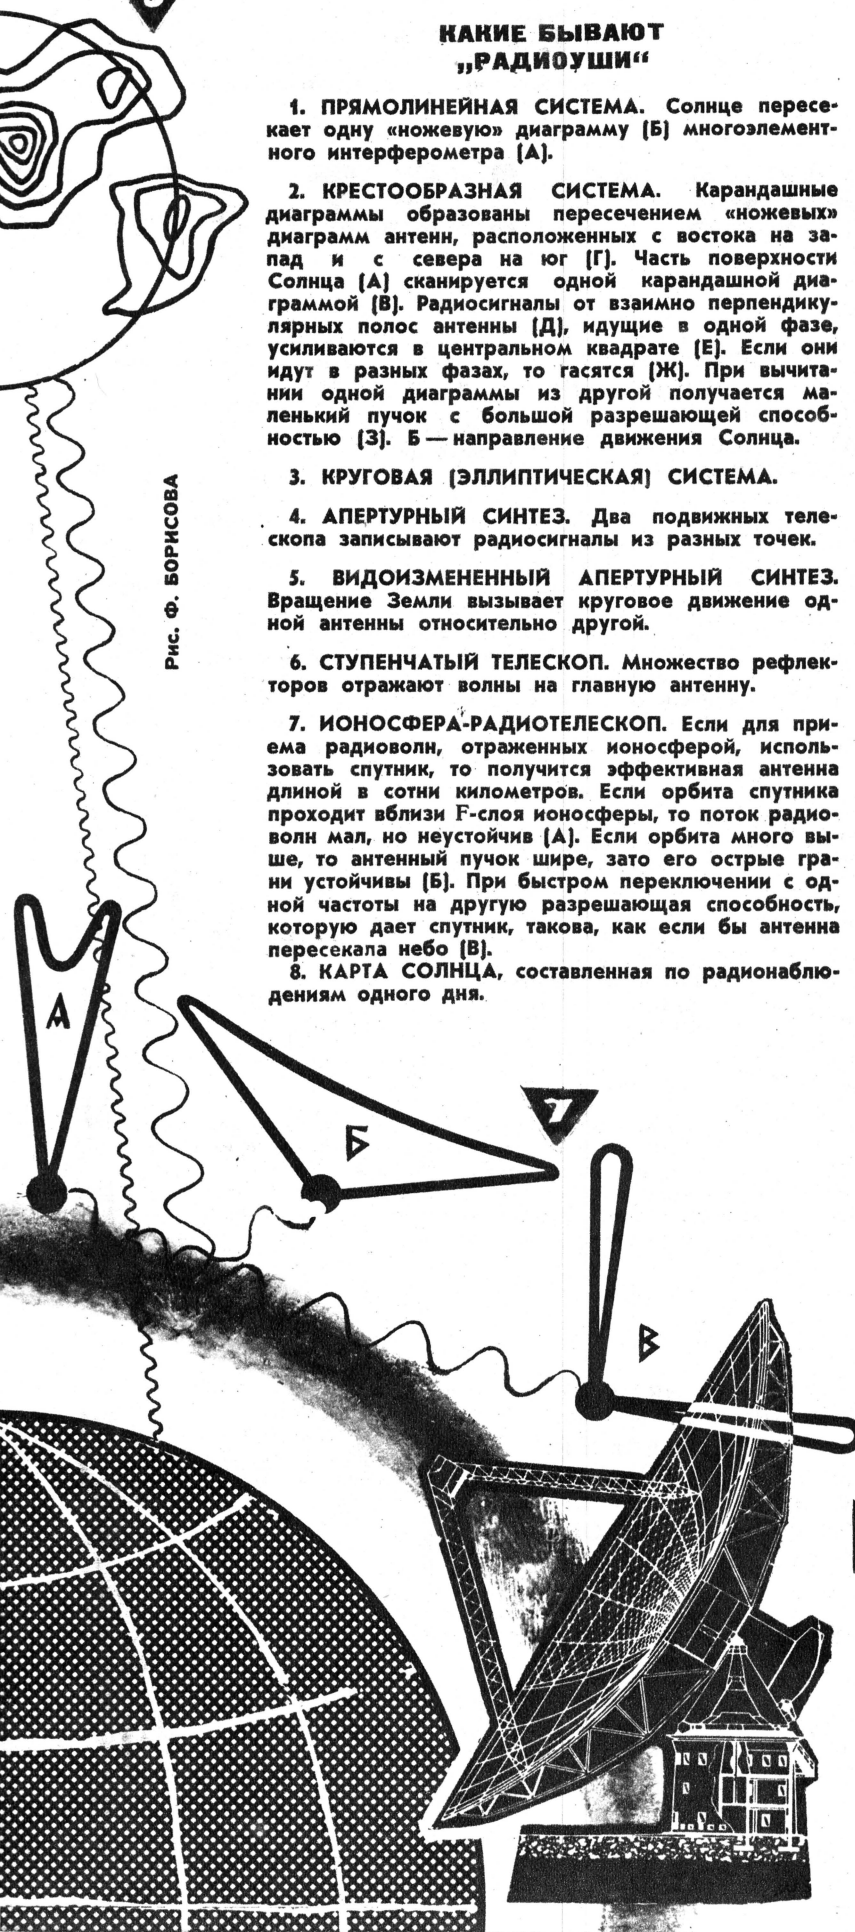 КАКИЕ БЫВАЮТ
„РАДИОУШИ“
1. ПРЯМОЛИНЕЙНАЯ СИСТЕМА. Солнце пересе-
кает одну «ножевую» диаграмму (Б) многоэлемент-
ного интерферометра (А).
2. КРЕСТООБРАЗНАЯ СИСТЕМА. Карандашные
диаграммы образованы пересечением «ножевых»
диаграмм антенн, расположенных с востока на за-
пад и с севера на юг (Г). Часть поверхности
Солнца (А) сканируется одной карандашной диа-
граммой (В). Радиосигналы от взаимно перпендику-
лярных полос антенны (Д), идущие в одной фазе,
усиливаются в центральном квадрате (Е). Если они
идут в разных фазах, то гасятся (Ж). При вычита-
нии одной диаграммы из другой получается ма-
ленький пучок с большой разрешающей способ-
ностью (З). Б — направление движения Солнца.
3. КРУГОВАЯ (ЭЛЛИПТИЧЕСКАЯ) СИСТЕМА.
4. АПЕРТУРНЫЙ СИНТЕЗ. Два подвижных теле-
скопа записывают радиосигналы из разных точек.
5. ВИДОИЗМЕНЕННЫЙ АПЕРТУРНЫЙ СИНТЕЗ.
Вращение Земли вызывает круговое движение од-
ной антенны относительно другой.
6. СТУПЕНЧАТЫЙ ТЕЛЕСКОП. Множество рефлек-
торов отражают волны на главную антенну.
7. ИОНОСФЕРА-РАДИОТЕЛЕСКОП. Если для при-
ема радиоволн, отраженных ионосферой, исполь-
зовать спутник, то получится эффективная антенна
длиной в сотни километров. Если орбита спутника
проходит вблизи F-слоя ионосферы, то поток радио-
волн мал, но неустойчив (А). Если орбита много вы-
ше, то антенный пучок шире, зато его острые гра-
ни устойчивы (Б). При быстром переключении с од-
ной частоты на другую разрешающая способность,
которую дает спутник, такова, как если бы антенна
пересекала небо (В).
8. КАРТА СОЛНЦА, составленная по радионаблю-
дениям одного дня.
Рис. Ф. БОРИСОВА
А
Б
7
В